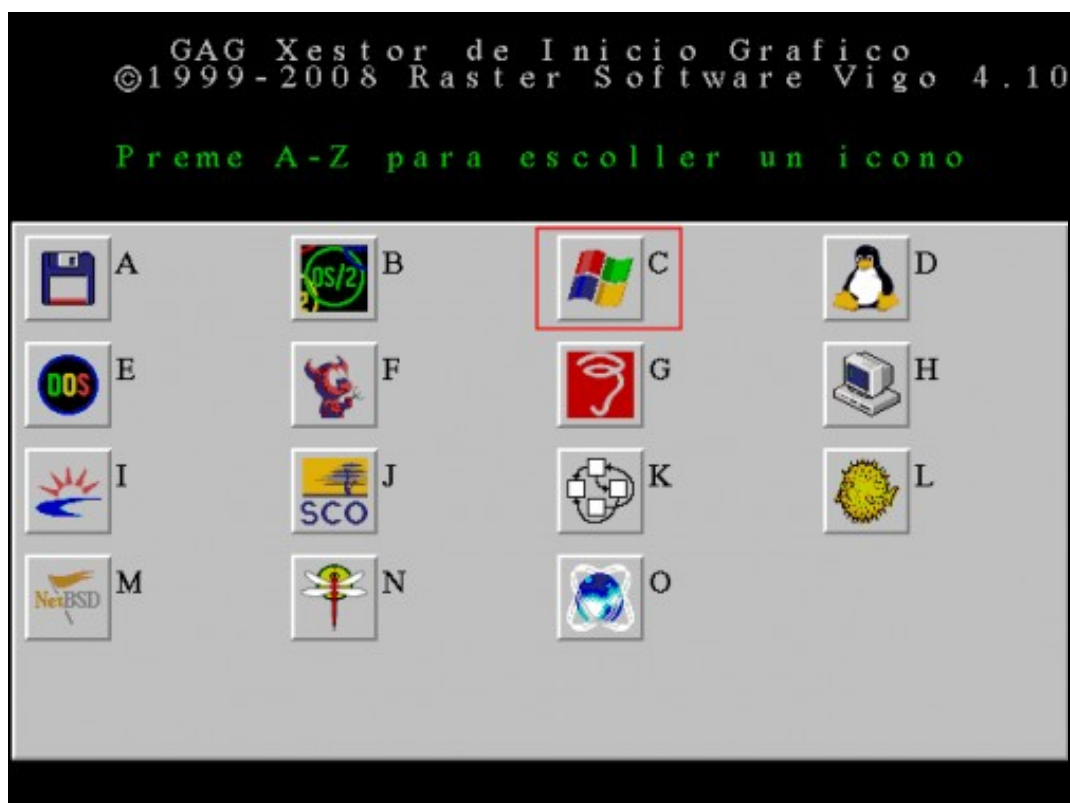 GAG Xestor de Inicio Grafico
©1999-2008 Raster Software Vigo 4.10
Preme A-Z para escoller un icono
A
OS/2 B
C
D
DOS E
F
G
H
I
SCO J
K
L
NetBSD M
N
O